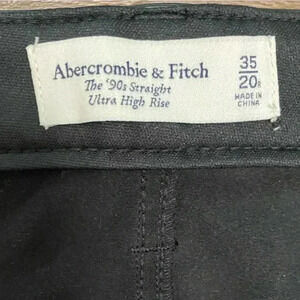 Abercrombie & Fitch
The '90s Straight
Ultra High Rise
35
20R
MADE IN
CHINA